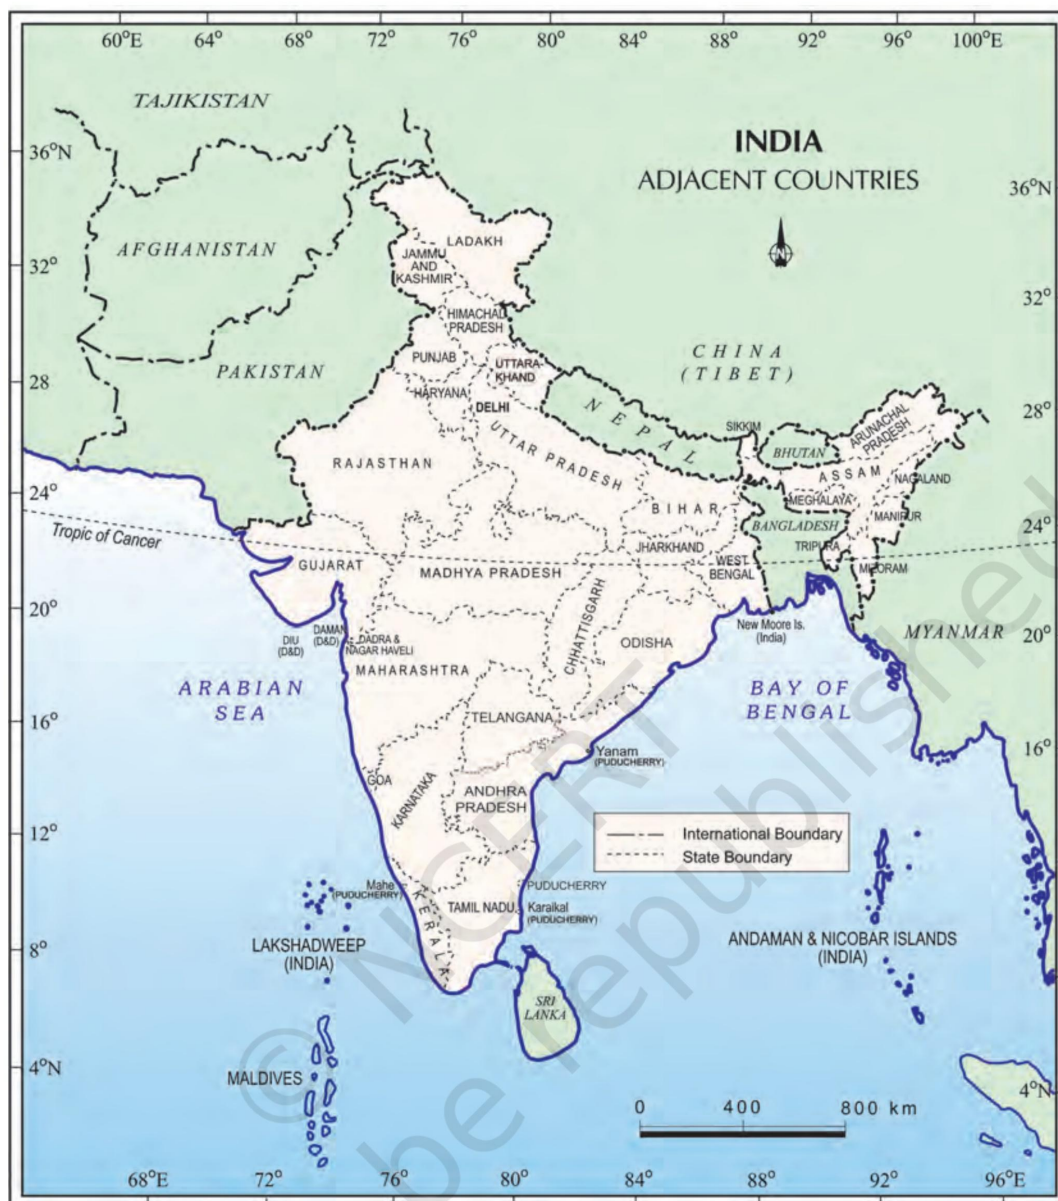 60°E 64° 68° 72° 76° 80° 84° 88° 92° 96° 100°E
TAJIKISTAN
INDIA
ADJACENT COUNTRIES
36°N
36°N
N
AFGHANISTAN
LADAKH
JAMMU
AND
KASHMIR
32°
32°
HIMACHAL
PRADESH
CHINA
(TIBET)
PAKISTAN
PUNJAB
UTTARA-
KHAND
28°
28°
HARYANA
DELHI
NEPAL
SIKKIM
BHUTAN
ARUNACHAL
PRADESH
RAJASTHAN
UTTAR PRADESH
ASSAM
NAGALAND
24°
24°
MEGHALAYA
BIHAR
MANIPUR
BANGLADESH
Tropic of Cancer
JHARKHAND
TRIPURA
GUJARAT
MADHYA PRADESH
WEST
BENGAL
MIZORAM
20°
20°
CHHATTISGARH
ODISHA
New Moore Is.
(India)
MYANMAR
DIU
(D&D)
DAMAN
(D&D)
DADRA &
NAGAR HAVELI
MAHARASHTRA
ARABIAN
SEA
BAY OF
BENGAL
16°
16°
TELANGANA
Yanam
(PUDUCHERRY)
GOA
KARNATAKA
ANDHRA
PRADESH
12°
12°
International Boundary
State Boundary
Mahe
(PUDUCHERRY)
KERALA
PUDUCHERRY
TAMIL NADU
Karaikal
(PUDUCHERRY)
LAKSHADWEEP
(INDIA)
ANDAMAN & NICOBAR ISLANDS
(INDIA)
8°
8°
SRI
LANKA
4°N
4°N
MALDIVES
0 400 800 km
68°E 72° 76° 80° 84° 88° 92° 96°E
© NCERT
be republished